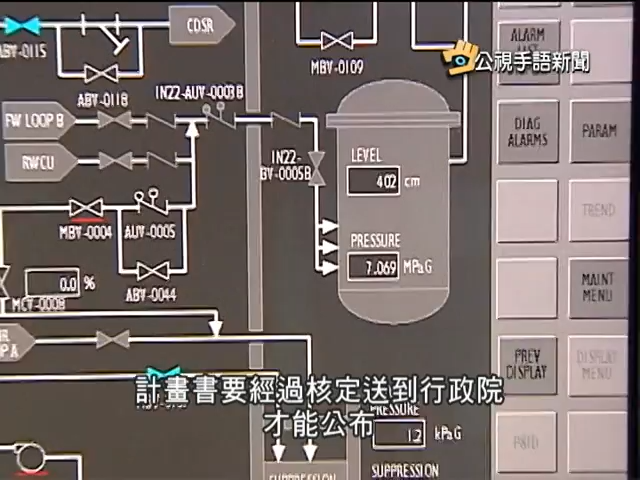 CDSR
ABV-0115
ABV-0118
IN22-AUV-0003B
MBV-0109
公視手語新聞
ALARM
FW LOOP B
RWCU
IN22-
BV-0005B
LEVEL
402 cm
DIAG
ALARMS
PARAM
MBV-0004
AUV-0005
PRESSURE
7.069 MPaG
TREND
0.0 %
MCV-0008
ABV-0044
MAINT
MENU
PREV
DISPLAY
DISPLAY
MENU
計畫書要經過核定送到行政院
才能公布
PRESSURE
12 kPaG
P&ID
SUPPRESSION
SUPPRESSION